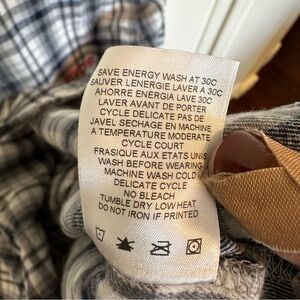 SAVE ENERGY WASH AT 30C
SAUVER LENERGIE LAVER A 30C
AHORRE ENERGIA LAVE 30C
LAVER AVANT DE PORTER
CYCLE DELICATE PAS DE
JAVEL SECHAGE EN MACHINE
A TEMPERATURE MODERATE
CYCLE COURT
FRASIQUE AUX ETATS UNIS
WASH BEFORE WEARING
MACHINE WASH COLD
DELICATE CYCLE
NO BLEACH
TUMBLE DRY LOW HEAT
DO NOT IRON IF PRINTED